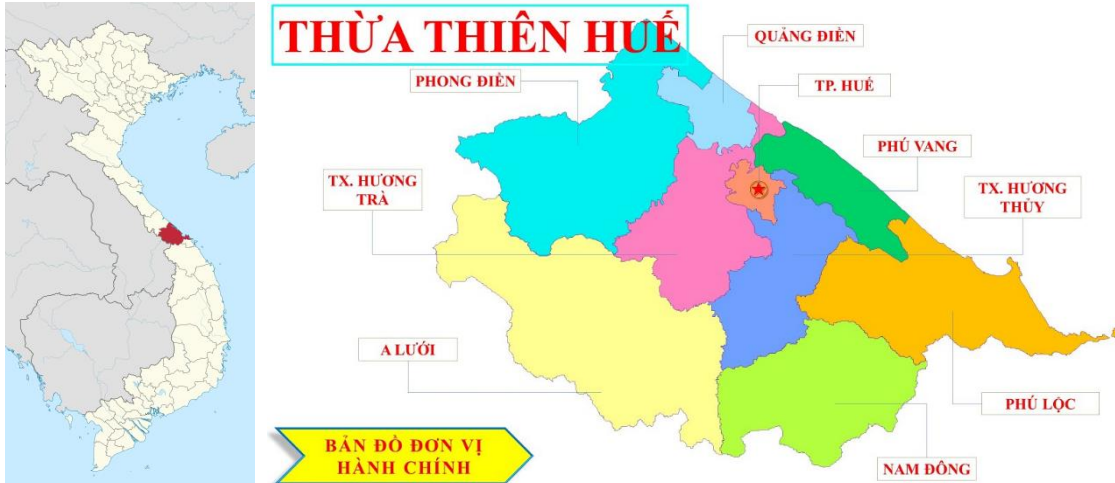 THỪA THIÊN HUẾ
QUẢNG ĐIỀN
PHONG ĐIỀN
TP. HUẾ
PHÚ VANG
TX. HƯƠNG
TRÀ
TX. HƯƠNG
THỦY
A LƯỚI
PHÚ LỘC
BẢN ĐỒ ĐƠN VỊ
HÀNH CHÍNH
NAM ĐÔNG